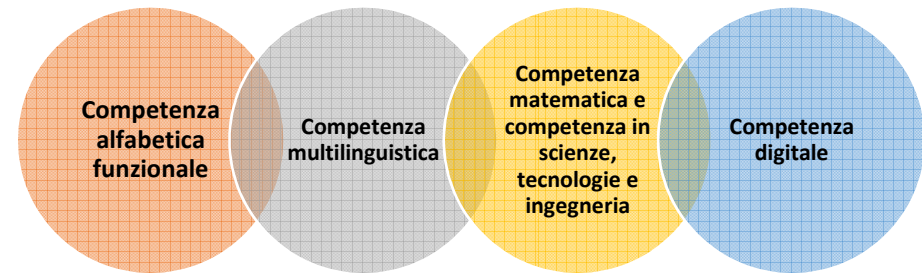 Competenza
alfabetica
funzionale
Competenza
multilinguistica
Competenza
matematica e
competenza in
scienze,
tecnologie e
ingegneria
Competenza
digitale